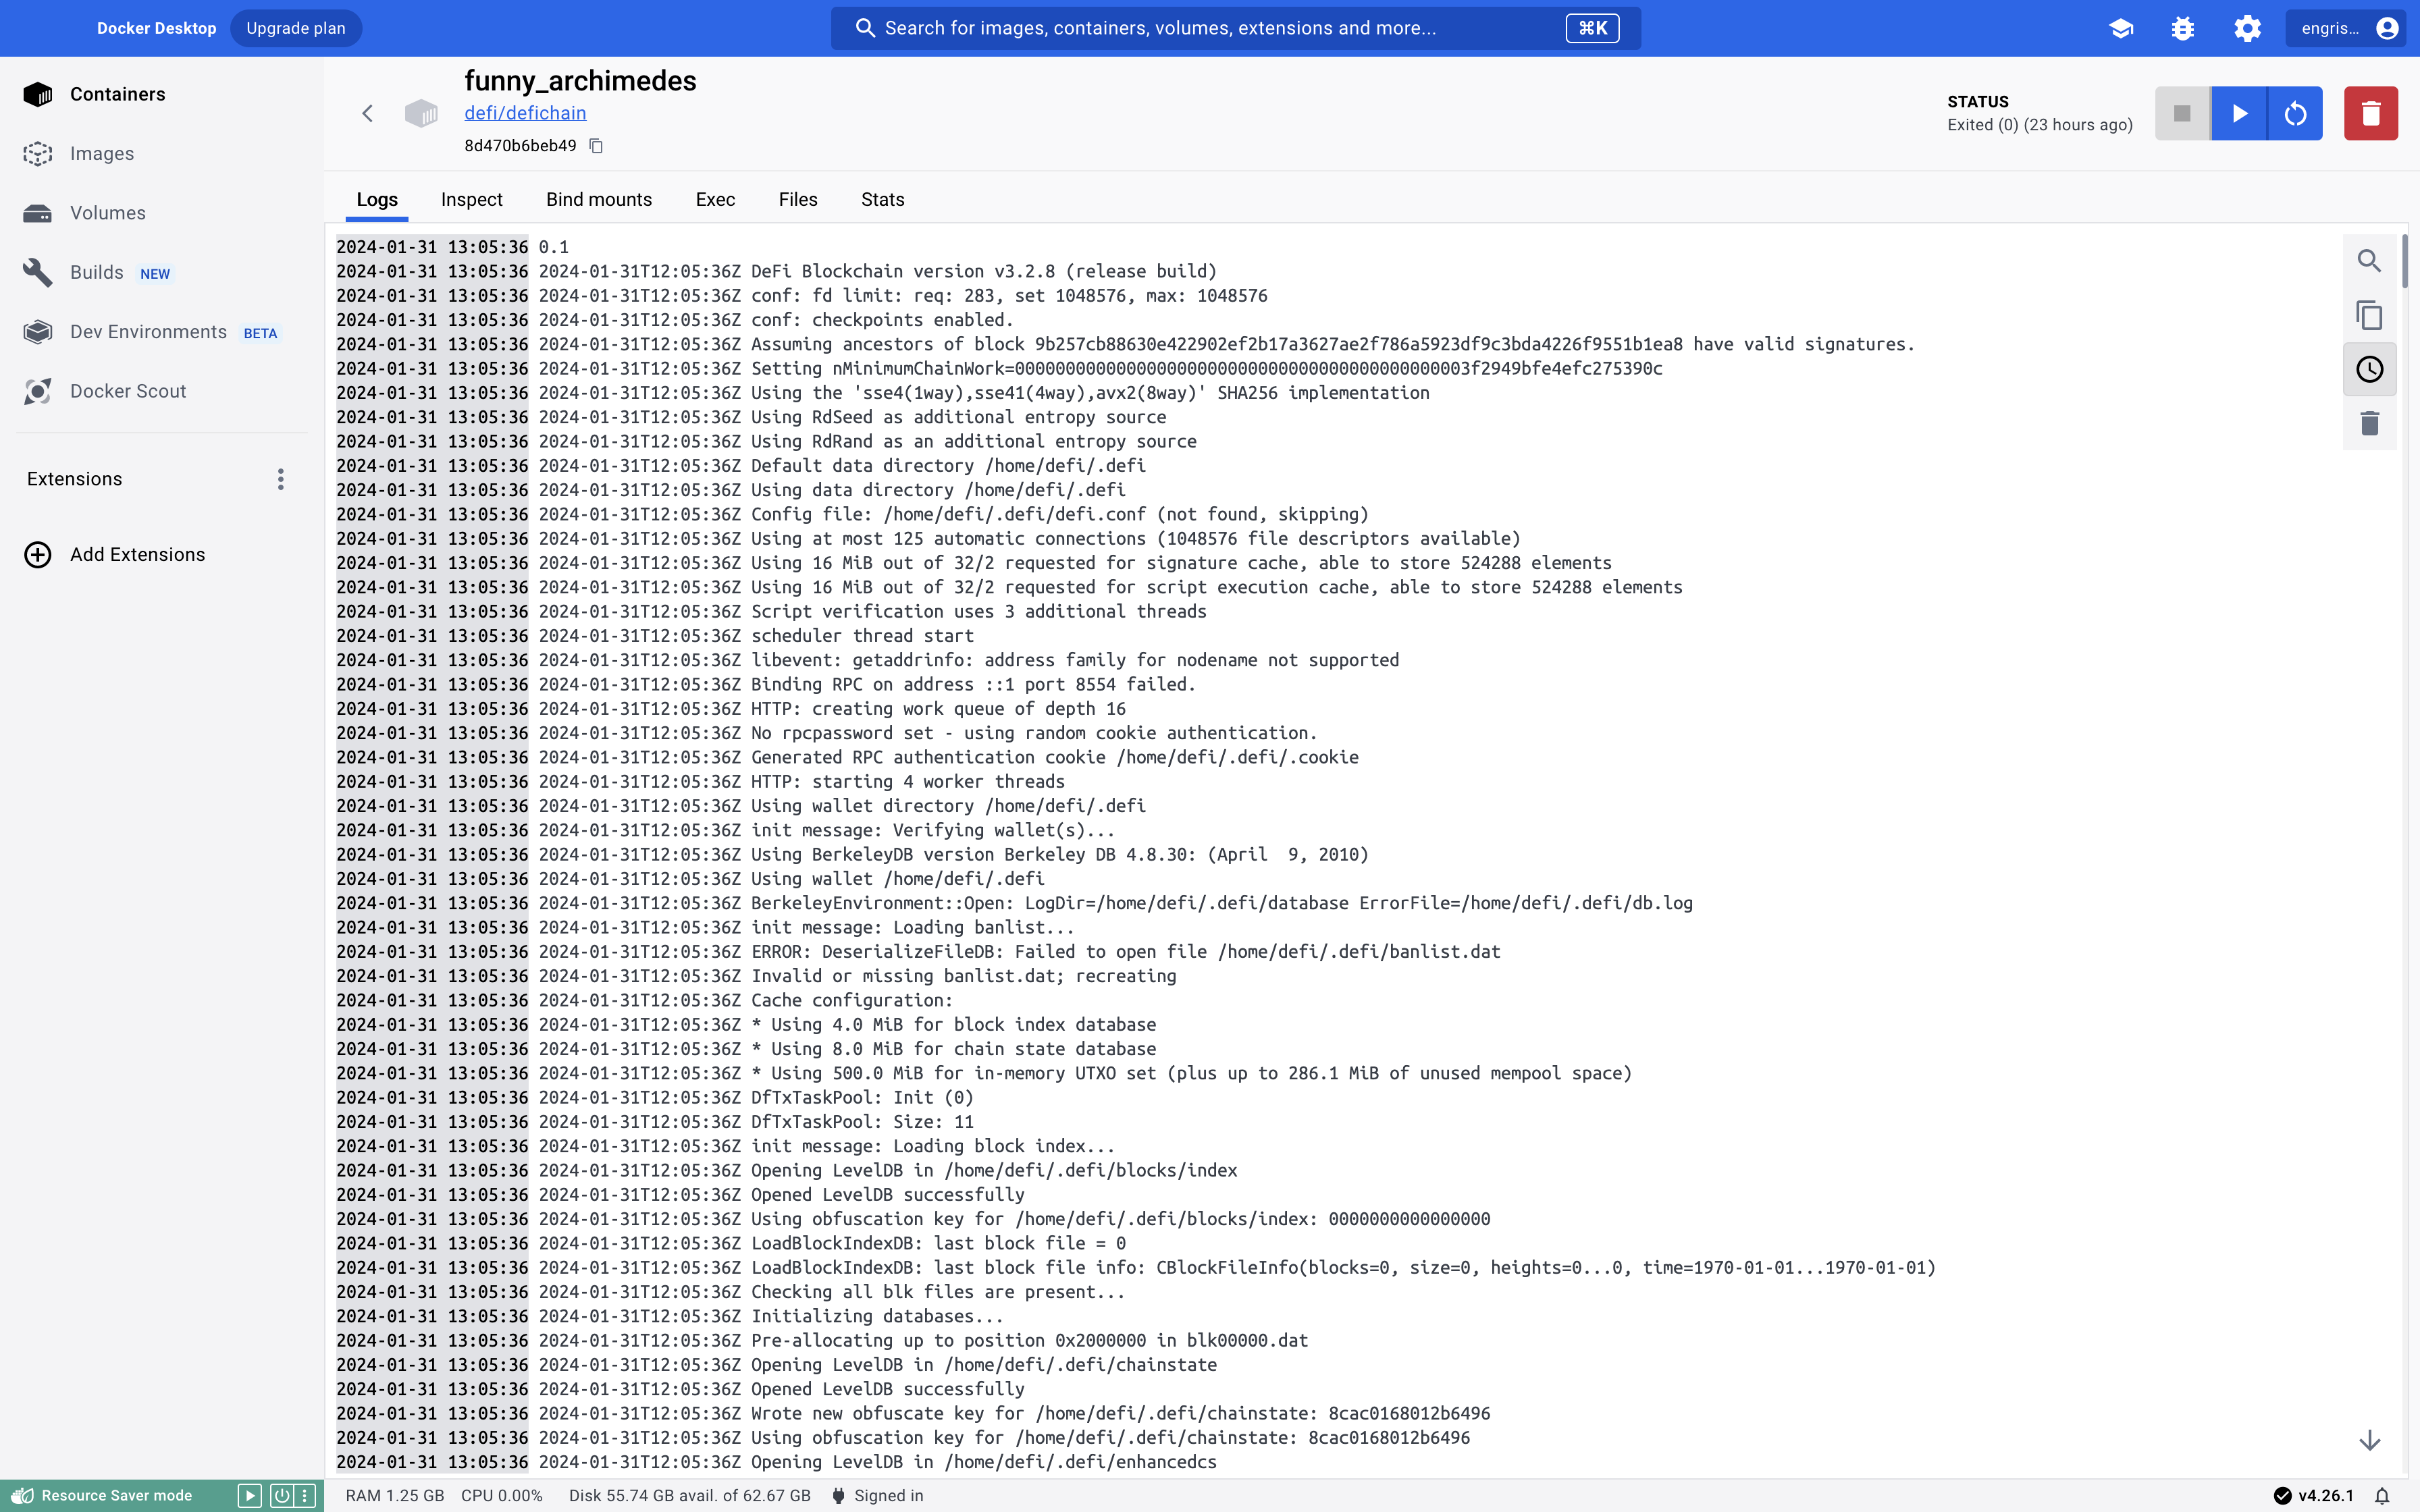 Docker Desktop
Upgrade plan
Search for images, containers, volumes, extensions and more...
⌘K
engris...
Containers
Images
Volumes
Builds NEW
Dev Environments BETA
Docker Scout
Extensions
Add Extensions
funny_archimedes
defi/defichain
8d470b6beb49
STATUS
Exited (0) (23 hours ago)
Logs Inspect Bind mounts Exec Files Stats
2024-01-31 13:05:36 0.1
2024-01-31 13:05:36 2024-01-31T12:05:36Z DeFi Blockchain version v3.2.8 (release build)
2024-01-31 13:05:36 2024-01-31T12:05:36Z conf: fd limit: req: 283, set 1048576, max: 1048576
2024-01-31 13:05:36 2024-01-31T12:05:36Z conf: checkpoints enabled.
2024-01-31 13:05:36 2024-01-31T12:05:36Z Assuming ancestors of block 9b257cb88630e422902ef2b17a3627ae2f786a5923df9c3bda4226f9551b1ea8 have valid signatures.
2024-01-31 13:05:36 2024-01-31T12:05:36Z Setting nMinimumChainWork=000000000000000000000000000000000000000000003f2949bfe4efc275390c
2024-01-31 13:05:36 2024-01-31T12:05:36Z Using the 'sse4(1way),sse41(4way),avx2(8way)' SHA256 implementation
2024-01-31 13:05:36 2024-01-31T12:05:36Z Using RdSeed as additional entropy source
2024-01-31 13:05:36 2024-01-31T12:05:36Z Using RdRand as an additional entropy source
2024-01-31 13:05:36 2024-01-31T12:05:36Z Default data directory /home/defi/.defi
2024-01-31 13:05:36 2024-01-31T12:05:36Z Using data directory /home/defi/.defi
2024-01-31 13:05:36 2024-01-31T12:05:36Z Config file: /home/defi/.defi/defi.conf (not found, skipping)
2024-01-31 13:05:36 2024-01-31T12:05:36Z Using at most 125 automatic connections (1048576 file descriptors available)
2024-01-31 13:05:36 2024-01-31T12:05:36Z Using 16 MiB out of 32/2 requested for signature cache, able to store 524288 elements
2024-01-31 13:05:36 2024-01-31T12:05:36Z Using 16 MiB out of 32/2 requested for script execution cache, able to store 524288 elements
2024-01-31 13:05:36 2024-01-31T12:05:36Z Script verification uses 3 additional threads
2024-01-31 13:05:36 2024-01-31T12:05:36Z scheduler thread start
2024-01-31 13:05:36 2024-01-31T12:05:36Z libevent: getaddrinfo: address family for nodename not supported
2024-01-31 13:05:36 2024-01-31T12:05:36Z Binding RPC on address ::1 port 8554 failed.
2024-01-31 13:05:36 2024-01-31T12:05:36Z HTTP: creating work queue of depth 16
2024-01-31 13:05:36 2024-01-31T12:05:36Z No rpcpassword set - using random cookie authentication.
2024-01-31 13:05:36 2024-01-31T12:05:36Z Generated RPC authentication cookie /home/defi/.defi/.cookie
2024-01-31 13:05:36 2024-01-31T12:05:36Z HTTP: starting 4 worker threads
2024-01-31 13:05:36 2024-01-31T12:05:36Z Using wallet directory /home/defi/.defi
2024-01-31 13:05:36 2024-01-31T12:05:36Z init message: Verifying wallet(s)...
2024-01-31 13:05:36 2024-01-31T12:05:36Z Using BerkeleyDB version Berkeley DB 4.8.30: (April  9, 2010)
2024-01-31 13:05:36 2024-01-31T12:05:36Z Using wallet /home/defi/.defi
2024-01-31 13:05:36 2024-01-31T12:05:36Z BerkeleyEnvironment::Open: LogDir=/home/defi/.defi/database ErrorFile=/home/defi/.defi/db.log
2024-01-31 13:05:36 2024-01-31T12:05:36Z init message: Loading banlist...
2024-01-31 13:05:36 2024-01-31T12:05:36Z ERROR: DeserializeFileDB: Failed to open file /home/defi/.defi/banlist.dat
2024-01-31 13:05:36 2024-01-31T12:05:36Z Invalid or missing banlist.dat; recreating
2024-01-31 13:05:36 2024-01-31T12:05:36Z Cache configuration:
2024-01-31 13:05:36 2024-01-31T12:05:36Z * Using 4.0 MiB for block index database
2024-01-31 13:05:36 2024-01-31T12:05:36Z * Using 8.0 MiB for chain state database
2024-01-31 13:05:36 2024-01-31T12:05:36Z * Using 500.0 MiB for in-memory UTXO set (plus up to 286.1 MiB of unused mempool space)
2024-01-31 13:05:36 2024-01-31T12:05:36Z DfTxTaskPool: Init (0)
2024-01-31 13:05:36 2024-01-31T12:05:36Z DfTxTaskPool: Size: 11
2024-01-31 13:05:36 2024-01-31T12:05:36Z init message: Loading block index...
2024-01-31 13:05:36 2024-01-31T12:05:36Z Opening LevelDB in /home/defi/.defi/blocks/index
2024-01-31 13:05:36 2024-01-31T12:05:36Z Opened LevelDB successfully
2024-01-31 13:05:36 2024-01-31T12:05:36Z Using obfuscation key for /home/defi/.defi/blocks/index: 0000000000000000
2024-01-31 13:05:36 2024-01-31T12:05:36Z LoadBlockIndexDB: last block file = 0
2024-01-31 13:05:36 2024-01-31T12:05:36Z LoadBlockIndexDB: last block file info: CBlockFileInfo(blocks=0, size=0, heights=0...0, time=1970-01-01...1970-01-01)
2024-01-31 13:05:36 2024-01-31T12:05:36Z Checking all blk files are present...
2024-01-31 13:05:36 2024-01-31T12:05:36Z Initializing databases...
2024-01-31 13:05:36 2024-01-31T12:05:36Z Pre-allocating up to position 0x2000000 in blk00000.dat
2024-01-31 13:05:36 2024-01-31T12:05:36Z Opening LevelDB in /home/defi/.defi/chainstate
2024-01-31 13:05:36 2024-01-31T12:05:36Z Opened LevelDB successfully
2024-01-31 13:05:36 2024-01-31T12:05:36Z Wrote new obfuscate key for /home/defi/.defi/chainstate: 8cac0168012b6496
2024-01-31 13:05:36 2024-01-31T12:05:36Z Using obfuscation key for /home/defi/.defi/chainstate: 8cac0168012b6496
2024-01-31 13:05:36 2024-01-31T12:05:36Z Opening LevelDB in /home/defi/.defi/enhancedcs
Resource Saver mode
RAM 1.25 GB CPU 0.00% Disk 55.74 GB avail. of 62.67 GB Signed in
v4.26.1